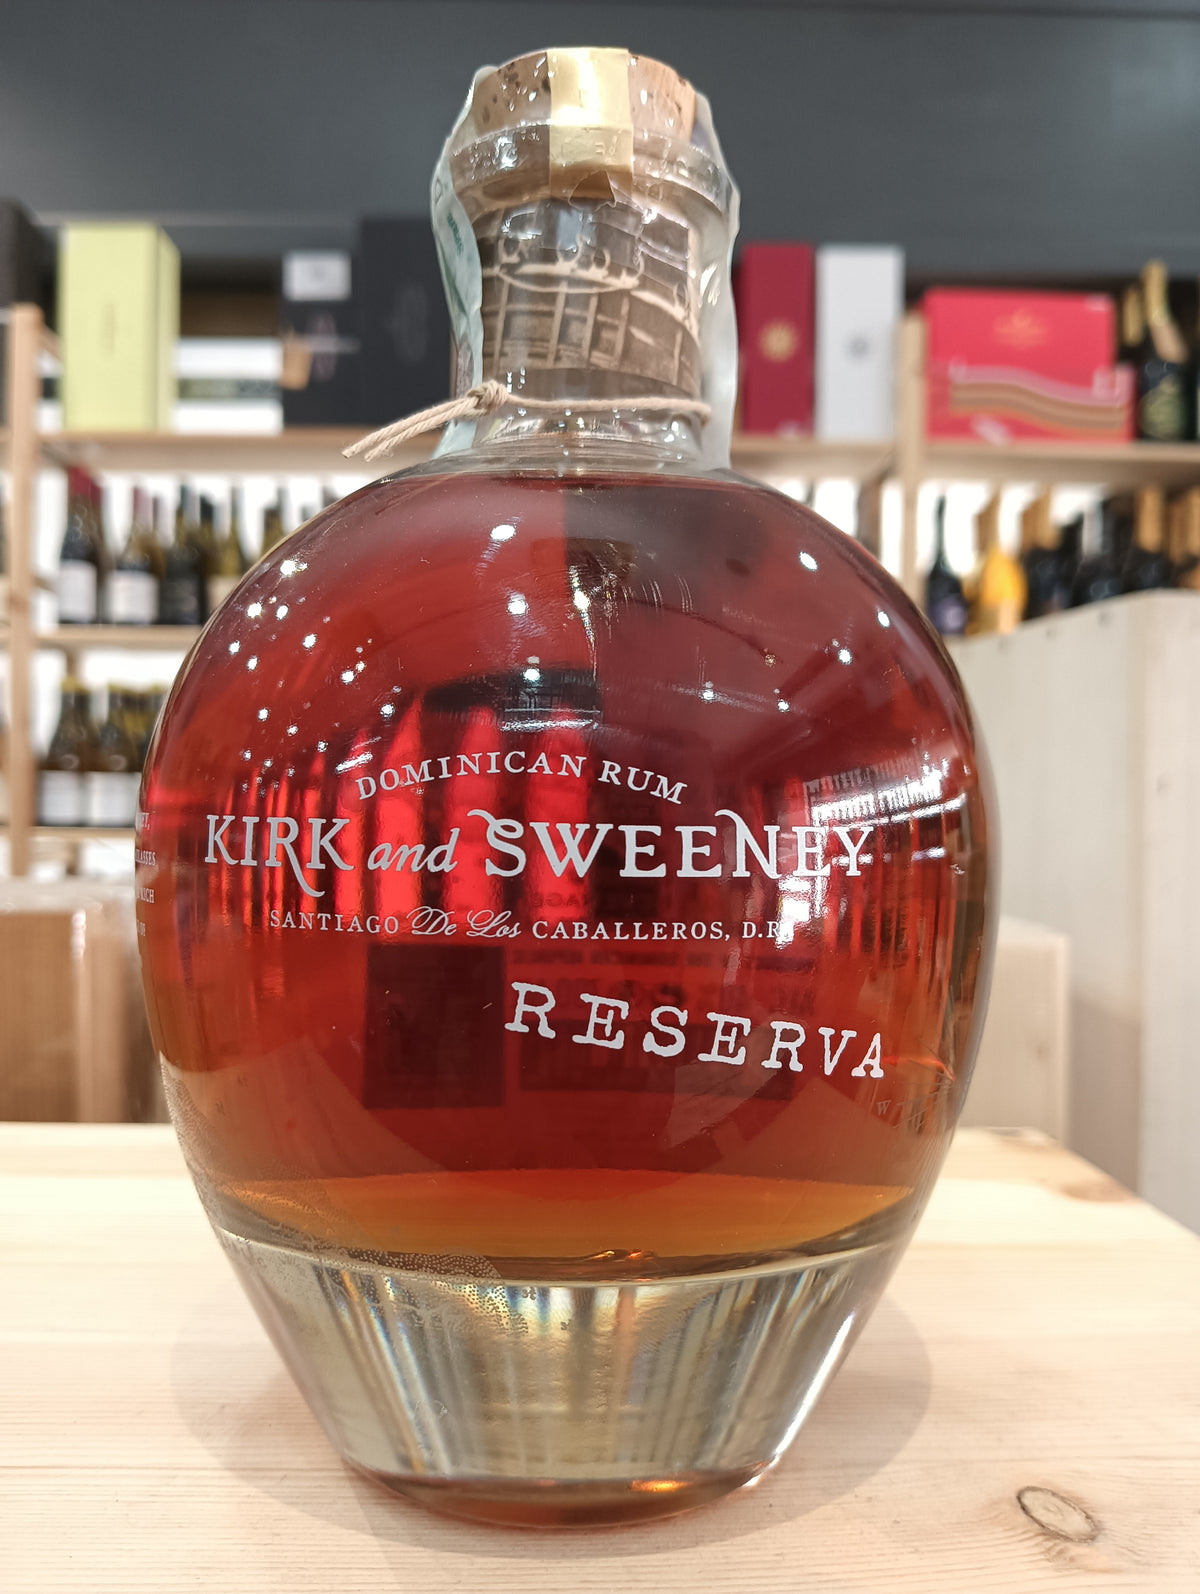 DOMINICAN RUM
KIRK and SWEENEY
SANTIAGO De Los CABALLEROS, D.R.
RESERVA